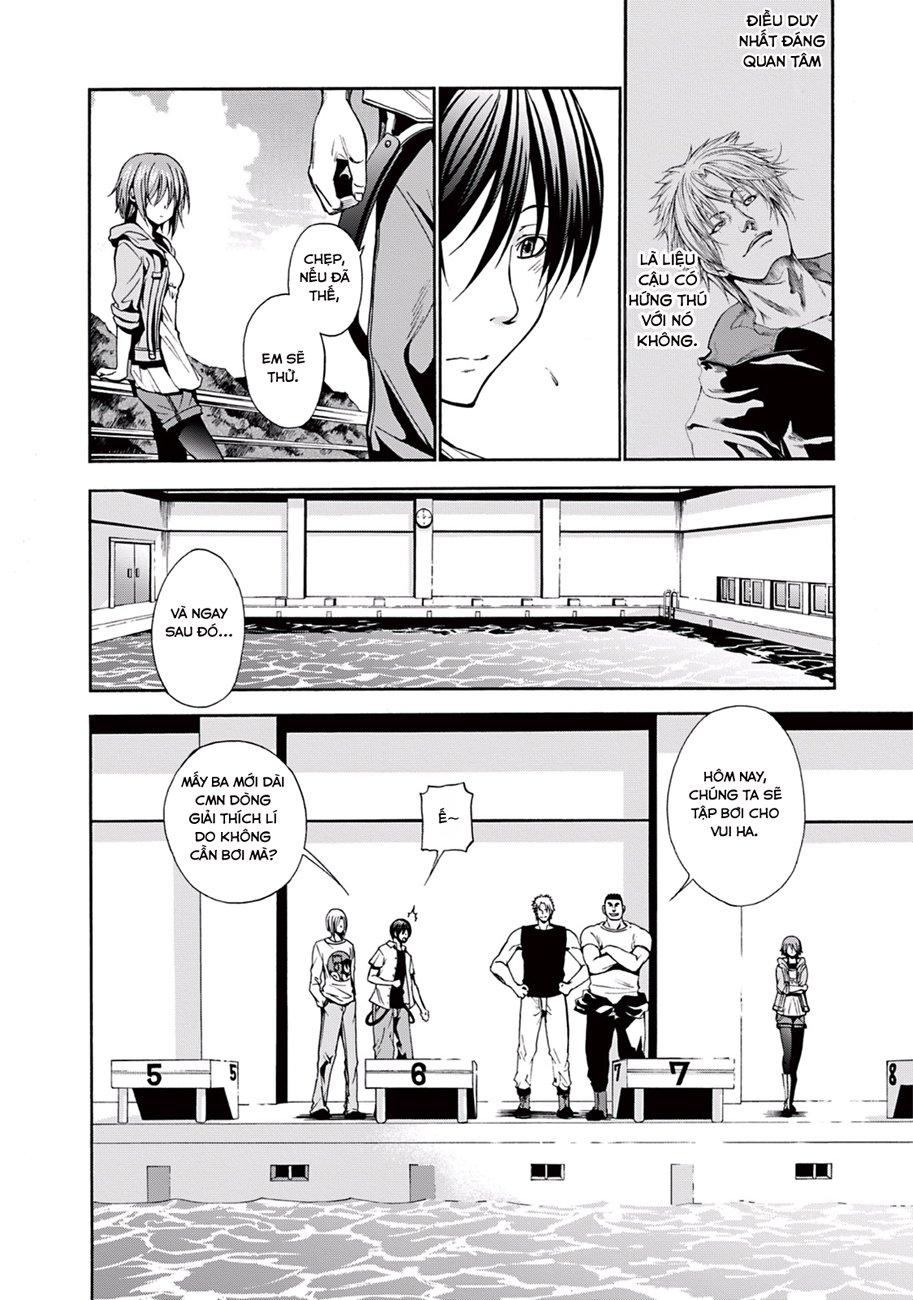 ĐIỀU DUY
NHẤT ĐÁNG
QUAN TÂM
LÀ LIỆU
CẬU CÓ
HỨNG THÚ
VỚI NÓ
KHÔNG.
CHẸP,
NẾU ĐÃ
THẾ,
EM SẼ
THỬ.
VÀ NGAY
SAU ĐÓ...
HÔM NAY,
CHÚNG TA SẼ
TẬP BƠI CHO
VUI HA.
Ế~
MẤY BA MỚI DÀI
CMN DÒNG
GIẢI THÍCH LÍ
DO KHÔNG
CẦN BƠI MÀ?
5 5 6 7 7 8